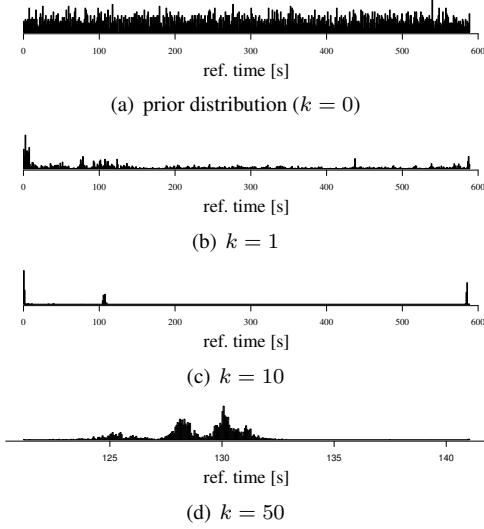 0 100 200 300 400 500 600
ref. time [s]
(a) prior distribution (k = 0)
0 100 200 300 400 500 600
ref. time [s]
(b) k = 1
0 100 200 300 400 500 600
ref. time [s]
(c) k = 10
125 130 135 140
ref. time [s]
(d) k = 50